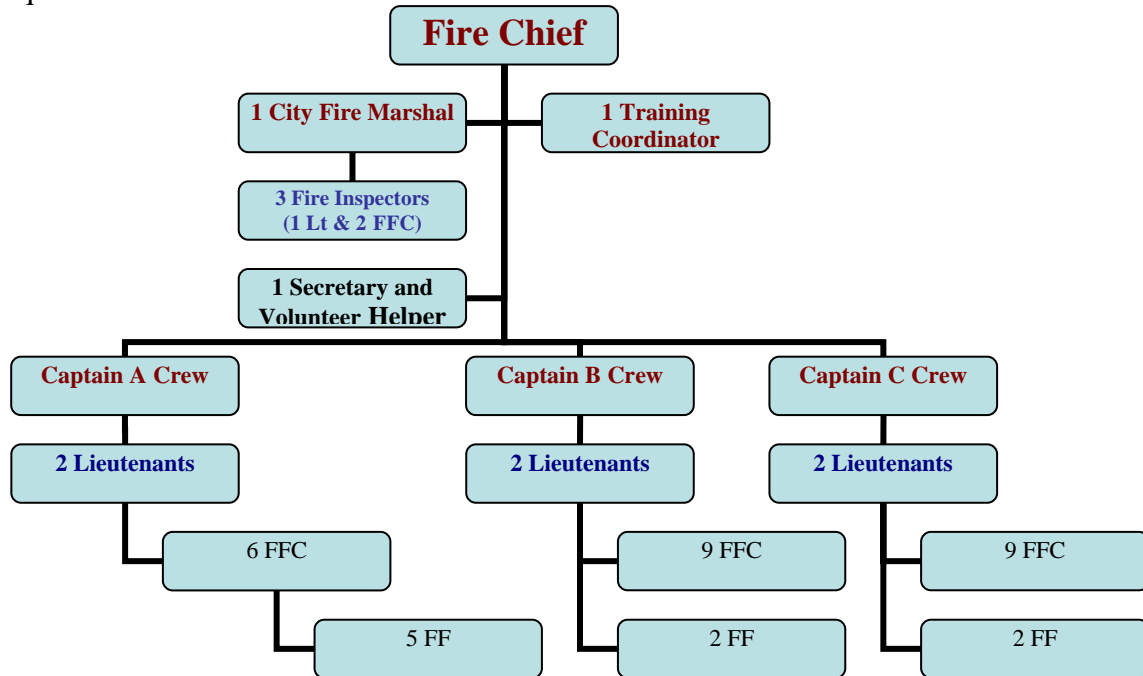 Fire Chief
1 City Fire Marshal
1 Training
Coordinator
3 Fire Inspectors
(1 Lt & 2 FFC)
1 Secretary and
Volunteer Helper
Captain A Crew
Captain B Crew
Captain C Crew
2 Lieutenants
2 Lieutenants
2 Lieutenants
6 FFC
9 FFC
9 FFC
5 FF
2 FF
2 FF